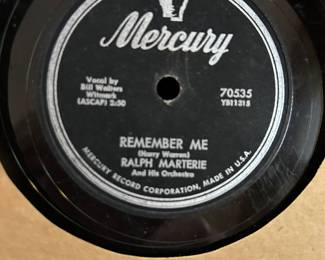 Mercury
Vocal by
Bill Walters
Witmark
(ASCAP) 2:50
70535
YB11315
REMEMBER ME
(Harry Warren)
RALPH MARTERIE
And His Orchestra
MERCURY RECORD CORPORATION, MADE IN U.S.A.